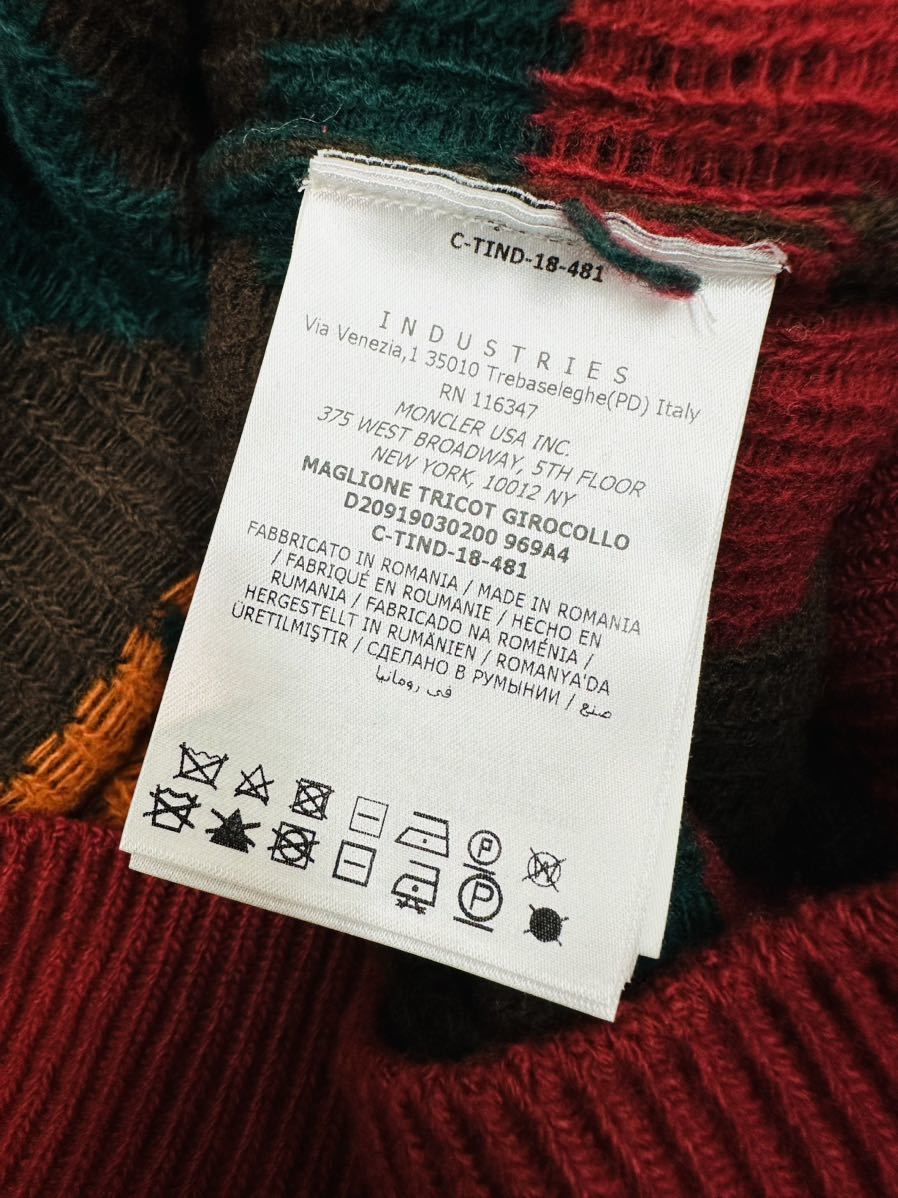 C-TIND-18-481
INDUSTRIES
Via Venezia,1 35010 Trebaseleghe(PD) Italy
RN 116347
MONCLER USA INC.
375 WEST BROADWAY, 5TH FLOOR
NEW YORK, 10012 NY
MAGLIONE TRICOT GIROCOLLO
D20919030200 969A4
C-TIND-18-481
FABBRICATO IN ROMANIA / MADE IN ROMANIA
/ FABRIQUÉ EN ROUMANIE / HECHO EN
RUMANIA / FABRICADO NA ROMÉNIA /
HERGESTELLT IN RUMÄNIEN / ROMANYA'DA
ÜRETILMIŞTIR / СДЕЛАНО В РУМЫНИИ / صنع
في رومانيا
P
W
P